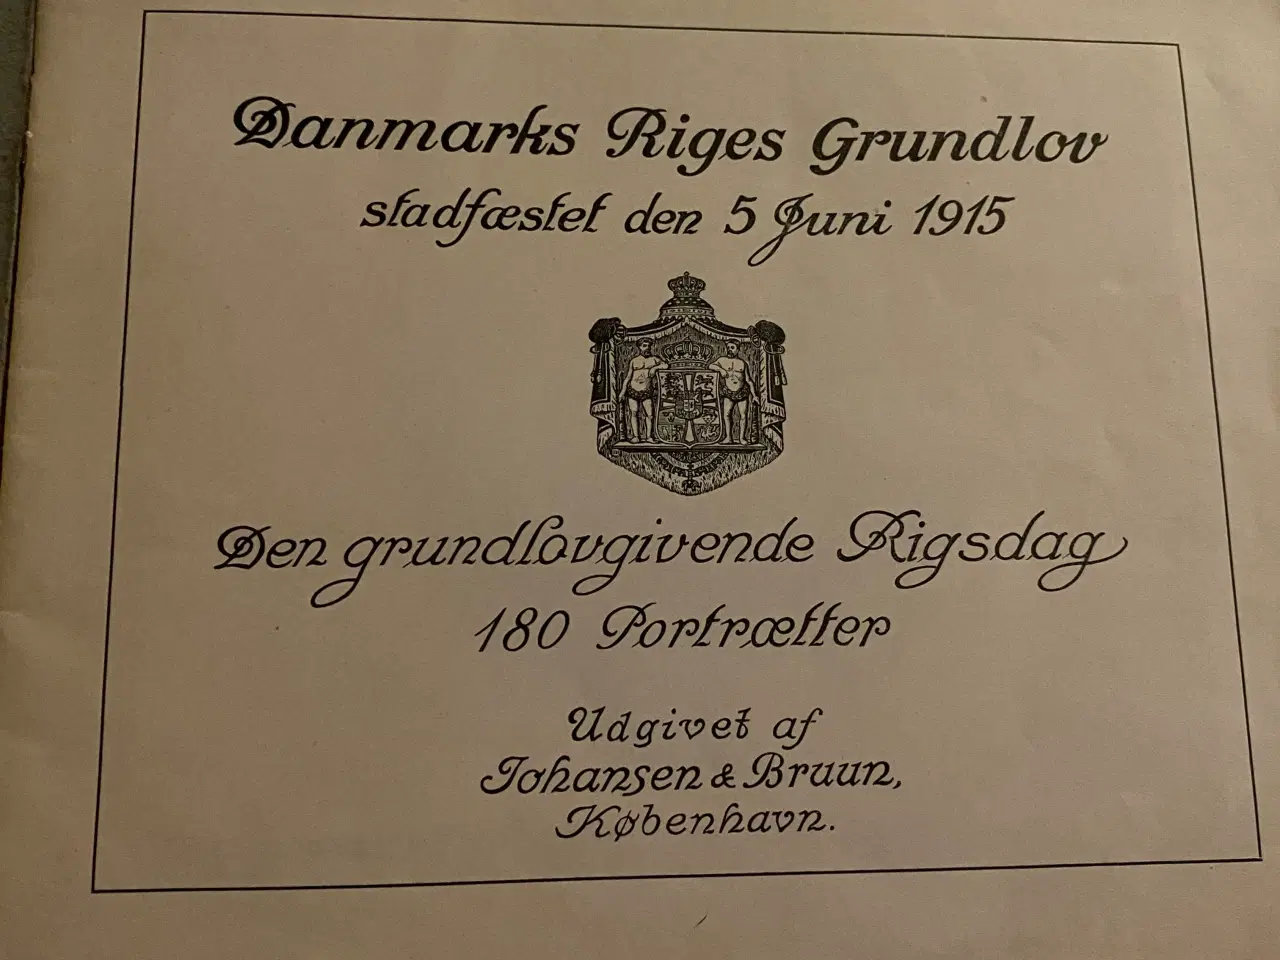 Danmarks Riges Grundlov
stadfæstet den 5 Juni 1915
Den grundlovgivende Rigsdag
180 Portrætter
Udgivet af
Johansen & Bruun,
København.